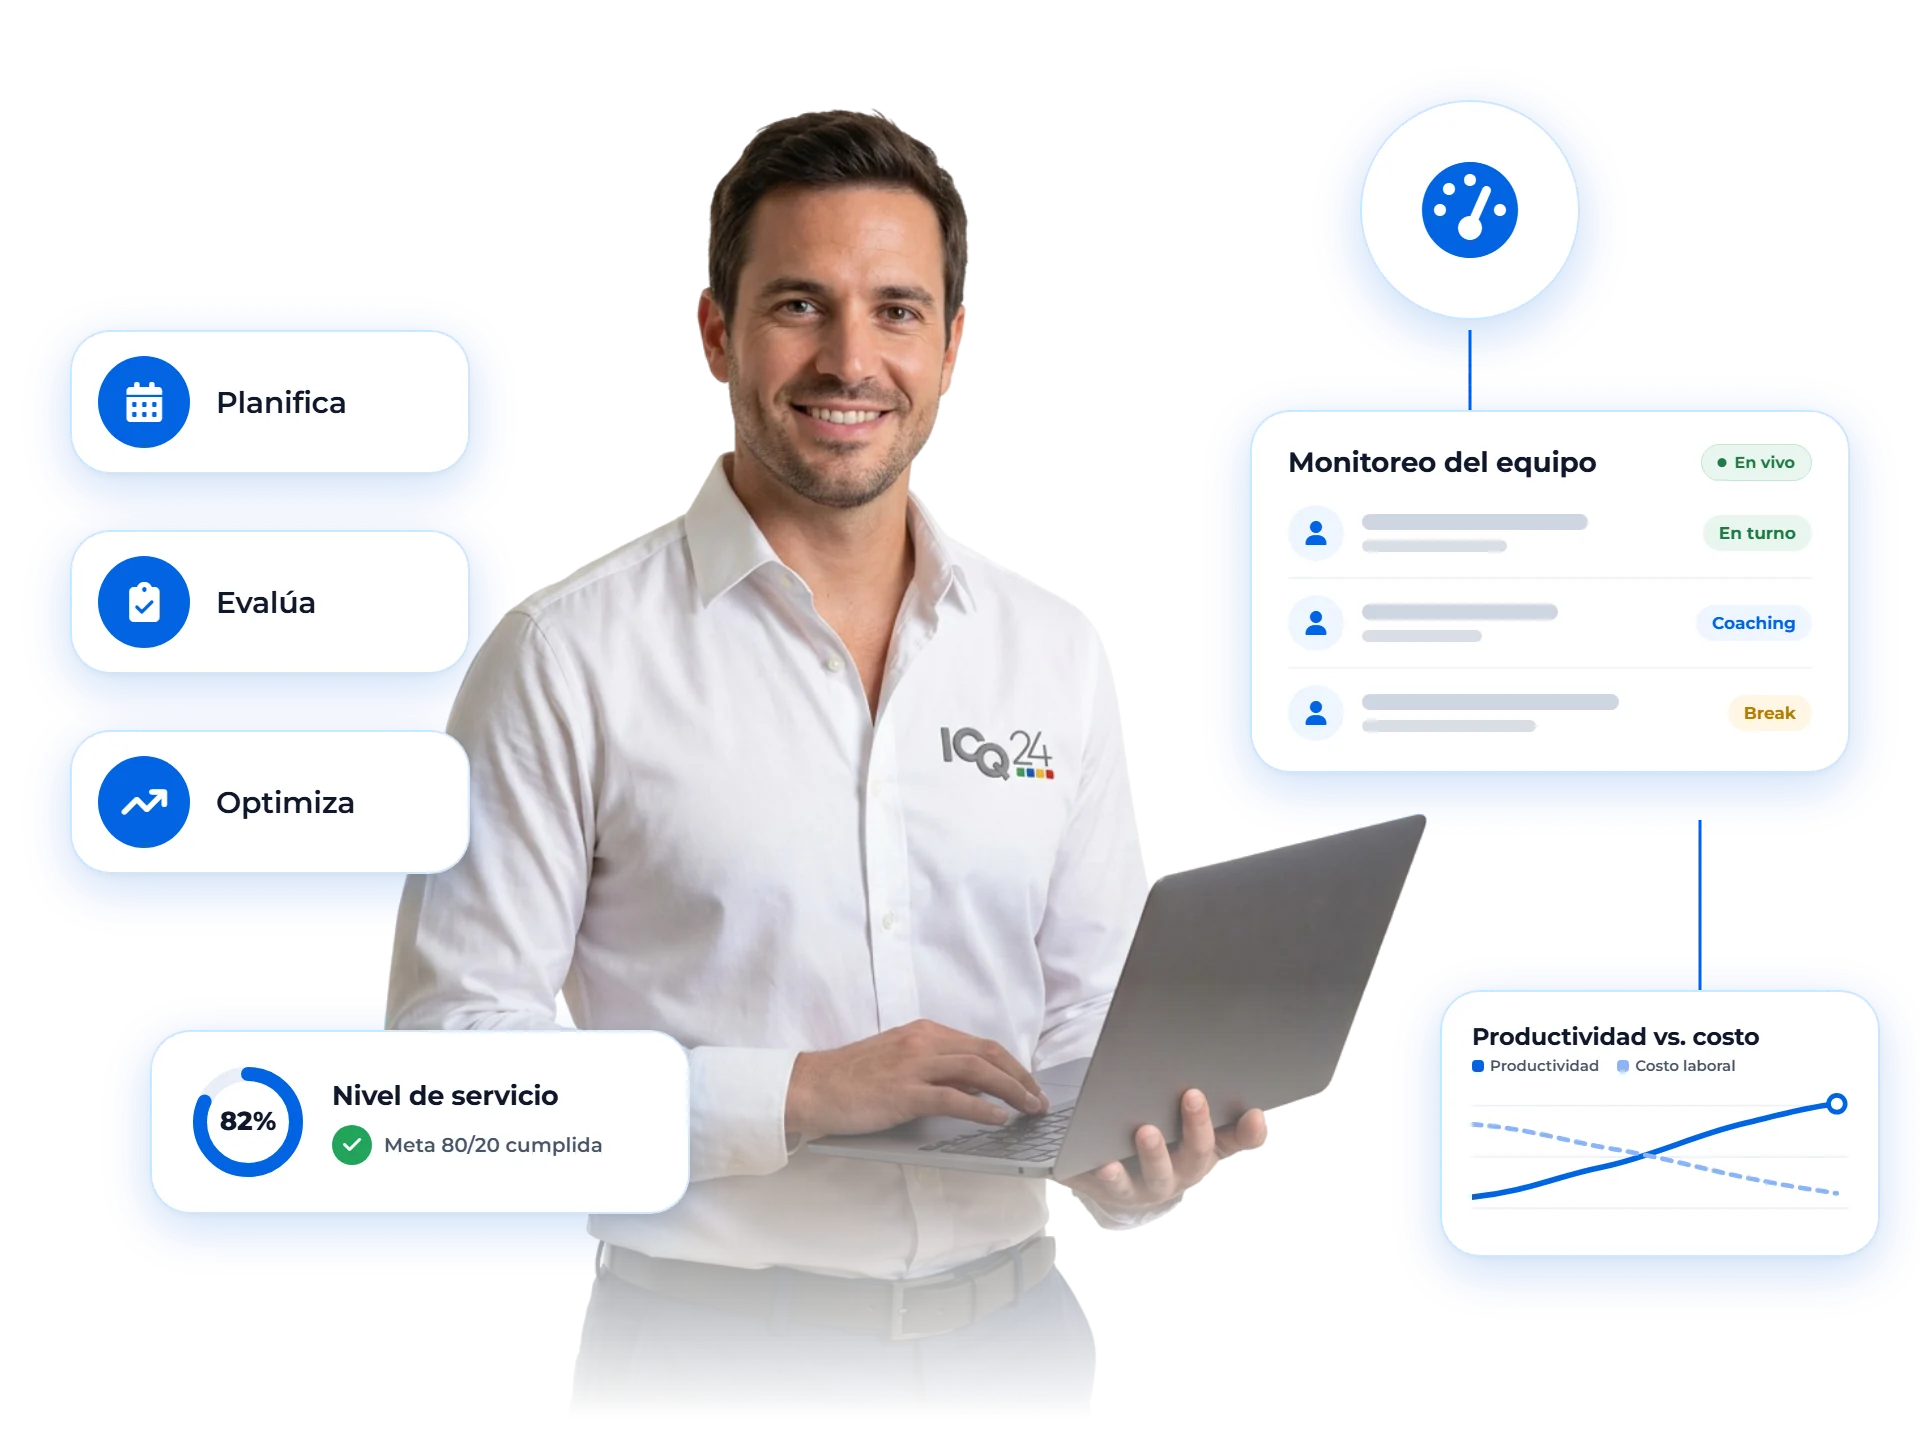 Planifica
Evalúa
Optimiza
ICQ24
Monitoreo del equipo
En vivo
En turno
Coaching
Break
82%
Nivel de servicio
Meta 80/20 cumplida
Productividad vs. costo
Productividad
Costo laboral